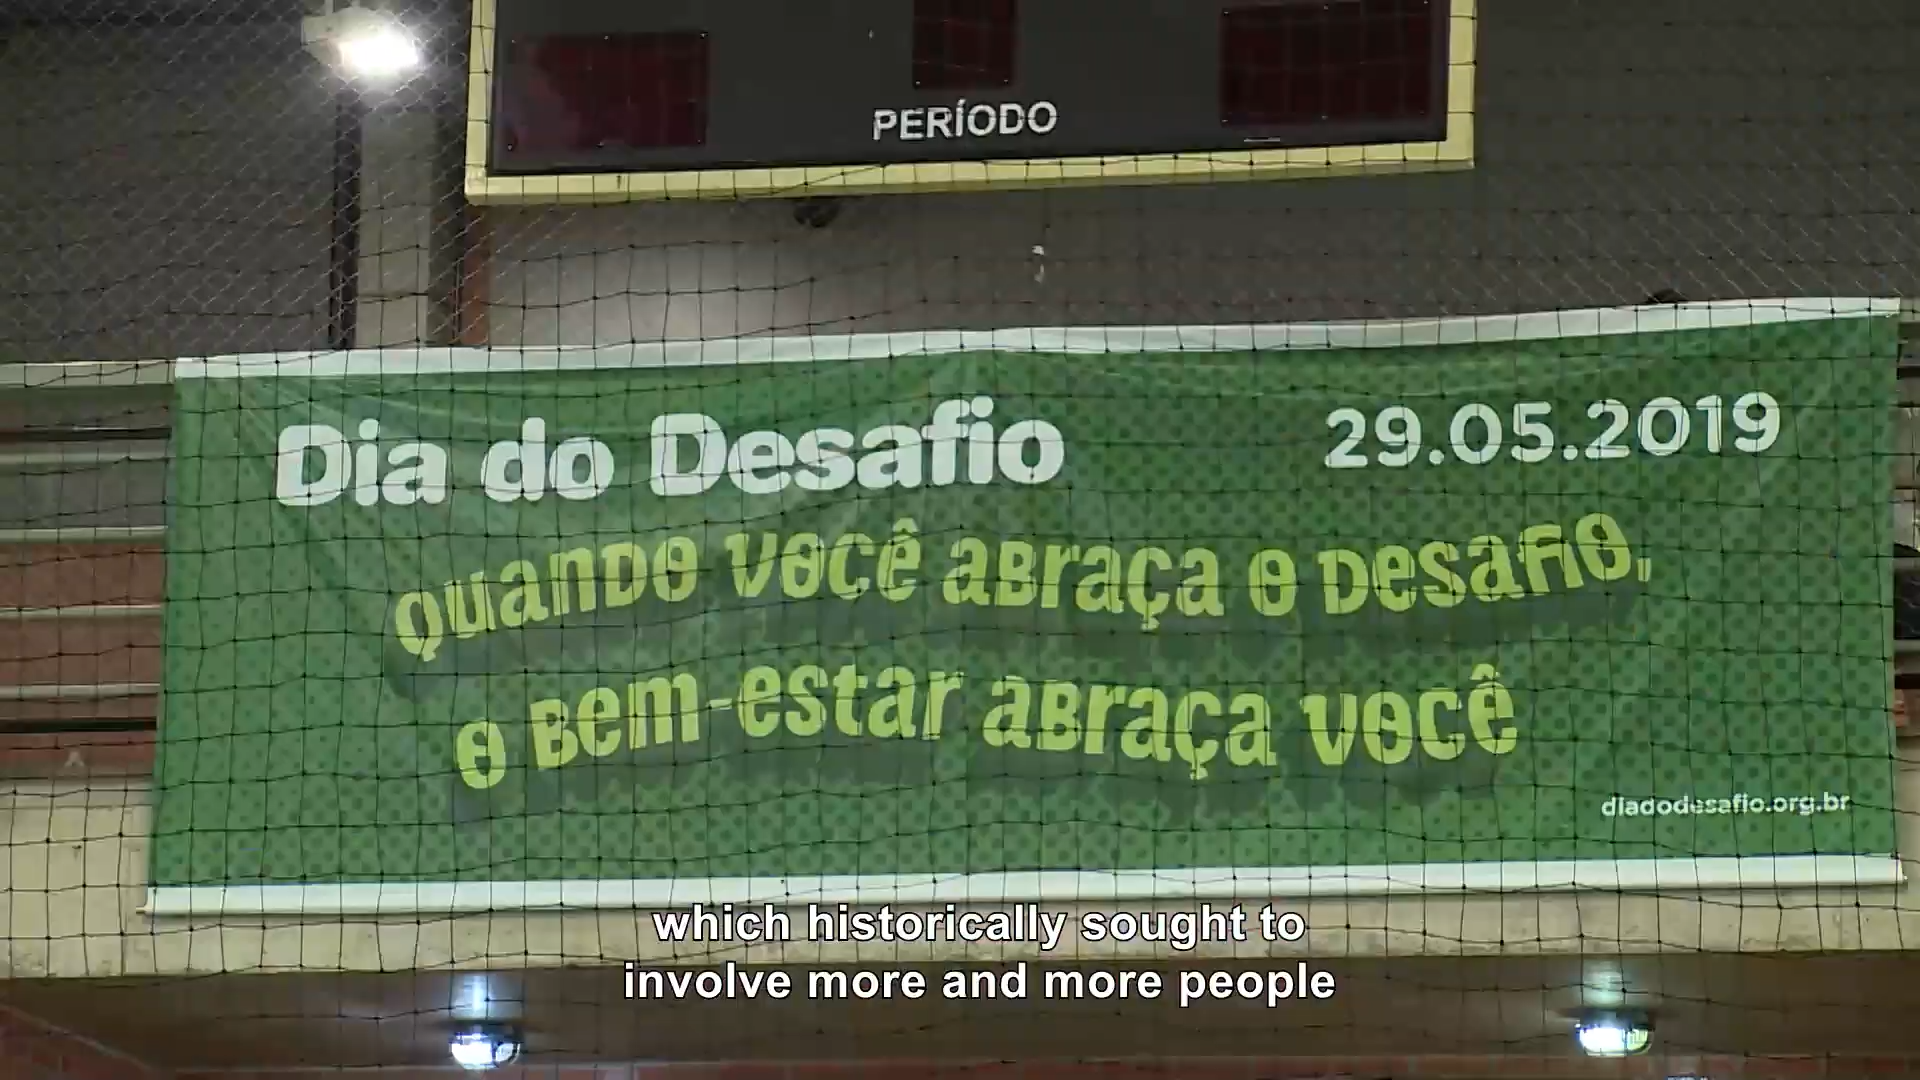 PERÍODO
Dia do Desafio 29.05.2019
Quando você abraça o Desafio,
o Bem-estar abraça você
diadodesafio.org.br
which historically sought to
involve more and more people